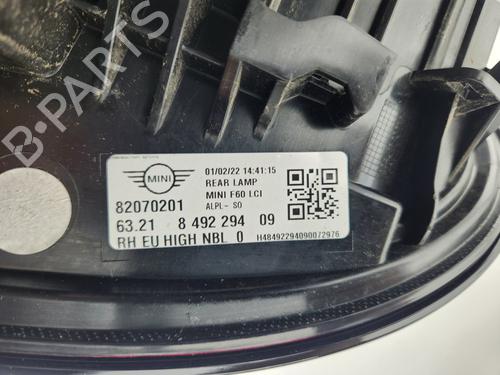 MINI
01/02/22 14:41:15
REAR LAMP
MINI F60 LCI
ALPL- SO
82070201
63.21 8 492 294 09
RH EU HIGH NBL 0 H4849229409007​2976
B-PARTS